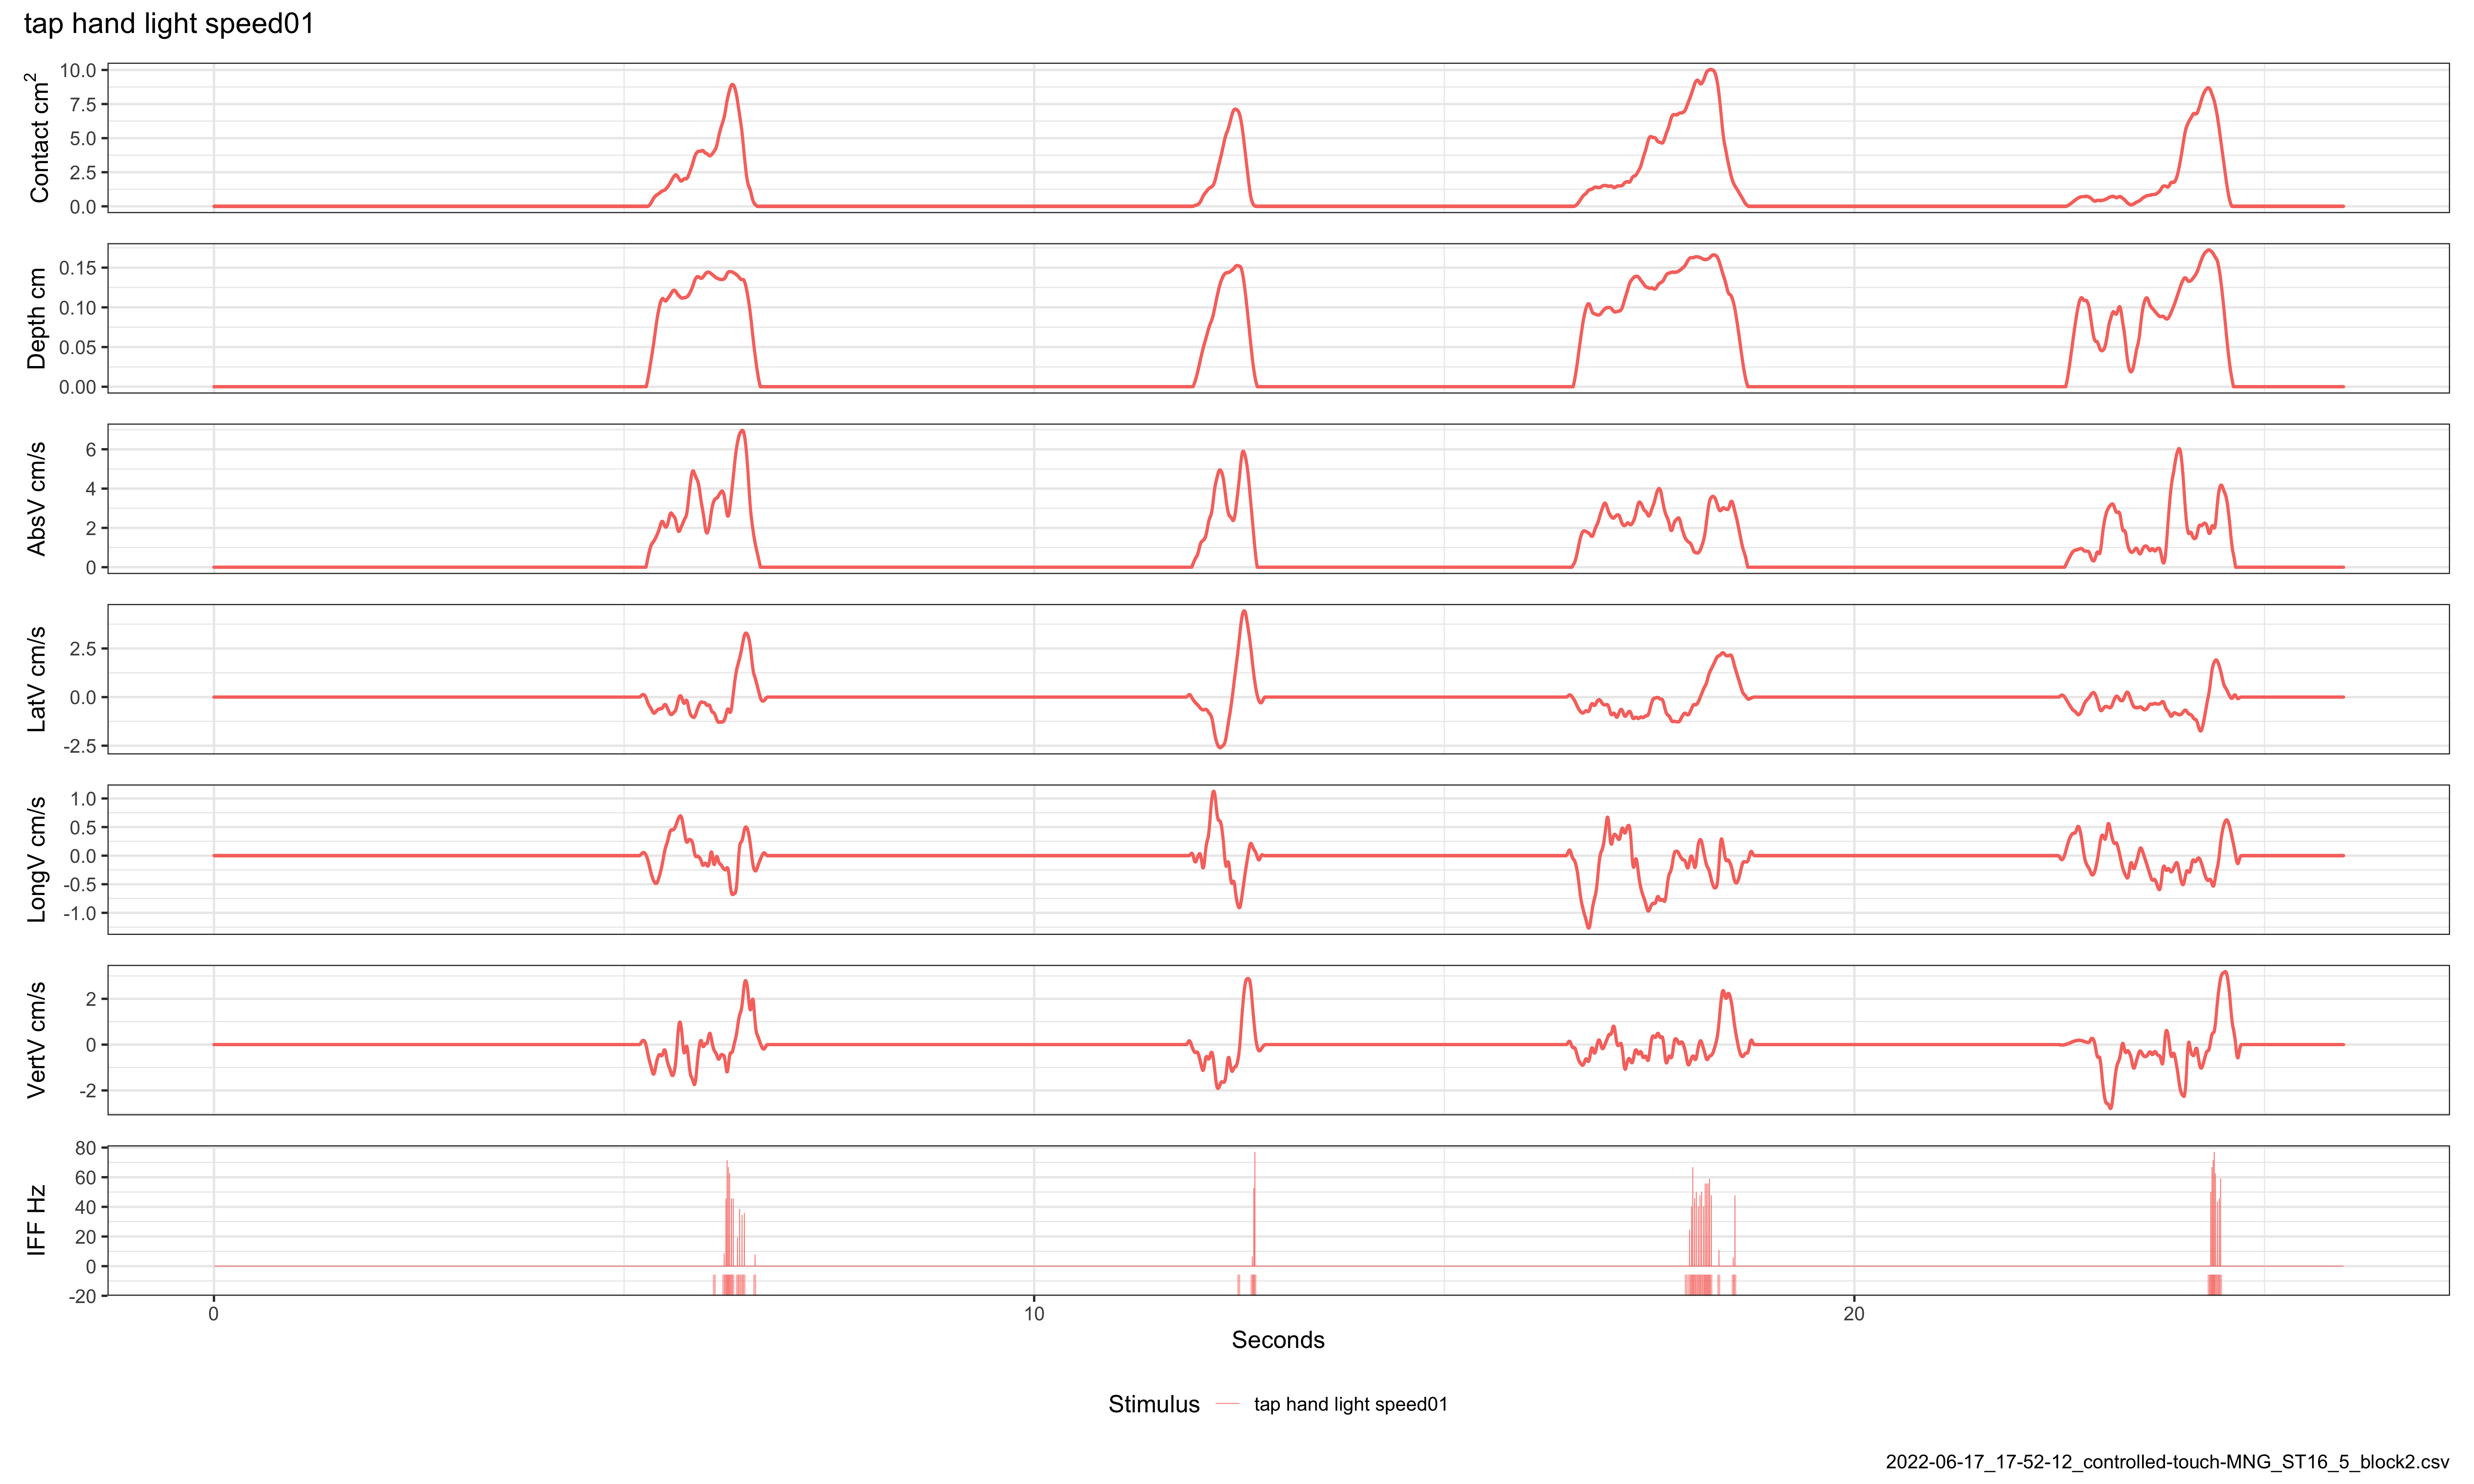 tap hand light speed01
Contact cm²
10.0
7.5
5.0
2.5
0.0
Depth cm
0.15
0.10
0.05
0.00
AbsV cm/s
6
4
2
0
LatV cm/s
2.5
0.0
-2.5
LongV cm/s
1.0
0.5
0.0
-0.5
-1.0
VertV cm/s
2
0
-2
IFF Hz
80
60
40
20
0
-20
0 10 20
Seconds
Stimulus tap hand light speed01
2022-06-17_17-52-12_controlled-touch-MNG_ST16_5_block2.csv